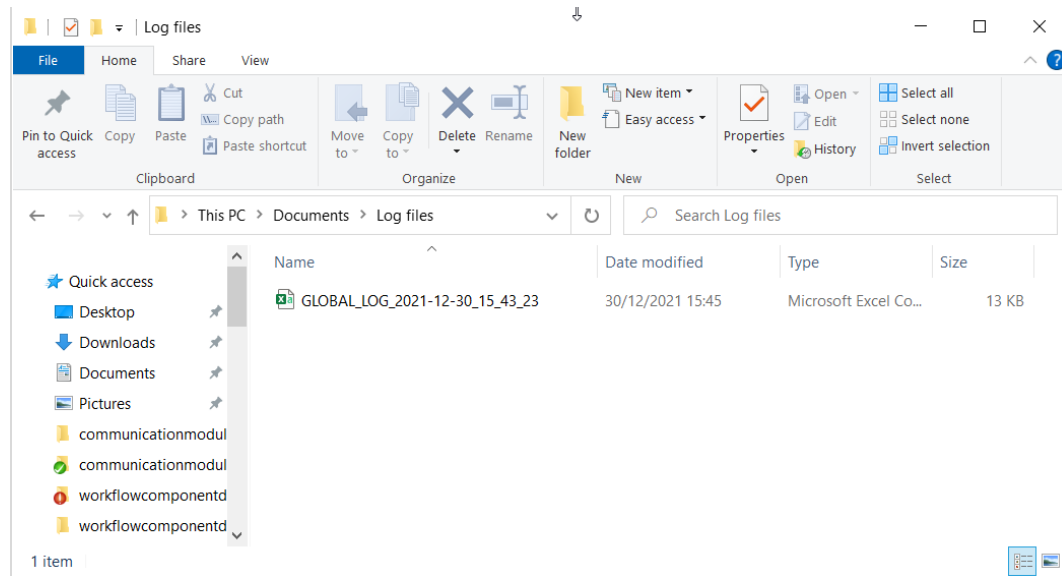 Log files
File Home Share View
?
Pin to Quick access
Copy
Paste
Cut
W... Copy path
Paste shortcut
Clipboard
Move to
Copy to
Delete
Rename
Organize
New folder
New item
Easy access
New
Properties
Open
Edit
History
Open
Select all
Select none
Invert selection
Select
This PC > Documents > Log files
Search Log files
Name Date modified Type Size
GLOBAL_LOG_2021-12-30_15_43_23 30/12/2021 15:45 Microsoft Excel Co... 13 KB
Quick access
Desktop
Downloads
Documents
Pictures
communicationmodul
communicationmodul
workflowcomponentd
workflowcomponentd
1 item